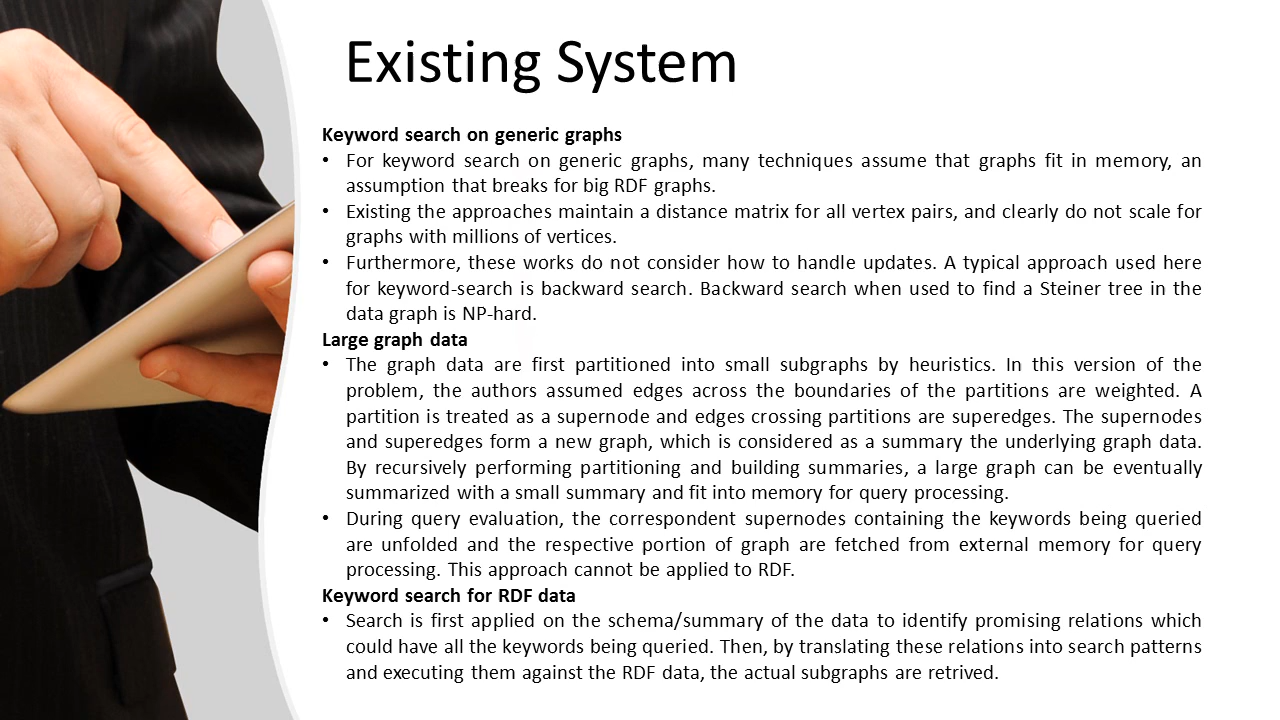 Existing System
Keyword search on generic graphs
• For keyword search on generic graphs, many techniques assume that graphs fit in memory, an
assumption that breaks for big RDF graphs.
• Existing the approaches maintain a distance matrix for all vertex pairs, and clearly do not scale for
graphs with millions of vertices.
• Furthermore, these works do not consider how to handle updates. A typical approach used here
for keyword-search is backward search. Backward search when used to find a Steiner tree in the
data graph is NP-hard.
Large graph data
• The graph data are first partitioned into small subgraphs by heuristics. In this version of the
problem, the authors assumed edges across the boundaries of the partitions are weighted. A
partition is treated as a supernode and edges crossing partitions are superedges. The supernodes
and superedges form a new graph, which is considered as a summary the underlying graph data.
By recursively performing partitioning and building summaries, a large graph can be eventually
summarized with a small summary and fit into memory for query processing.
• During query evaluation, the correspondent supernodes containing the keywords being queried
are unfolded and the respective portion of graph are fetched from external memory for query
processing. This approach cannot be applied to RDF.
Keyword search for RDF data
• Search is first applied on the schema/summary of the data to identify promising relations which
could have all the keywords being queried. Then, by translating these relations into search patterns
and executing them against the RDF data, the actual subgraphs are retrived.